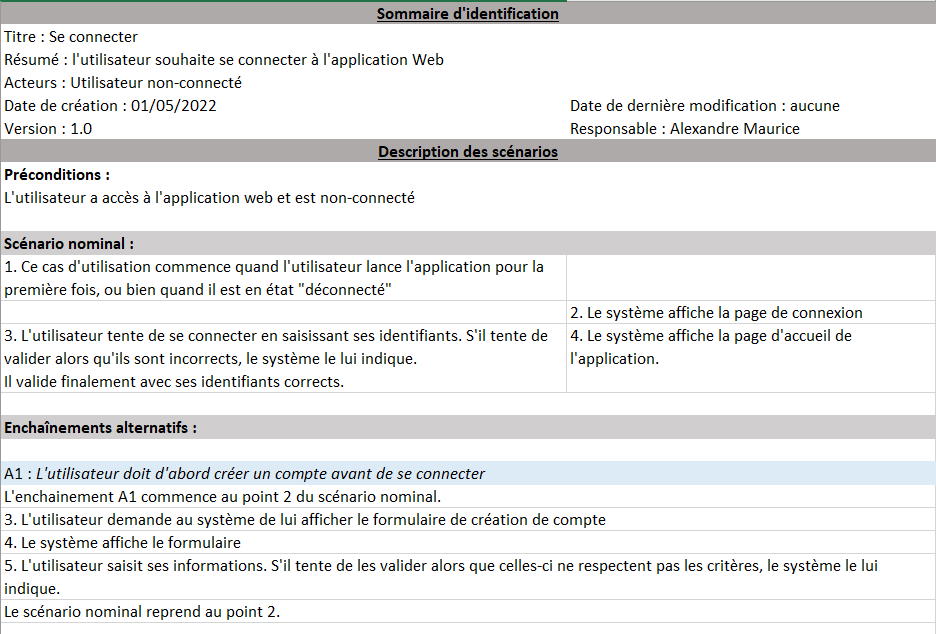 Sommaire d'identification
Titre : Se connecter
Résumé : l'utilisateur souhaite se connecter à l'application Web
Acteurs : Utilisateur non-connecté
Date de création : 01/05/2022
Date de dernière modification : aucune
Version : 1.0
Responsable : Alexandre Maurice
Description des scénarios
Préconditions :
L'utilisateur a accès à l'application web et est non-connecté
Scénario nominal :
1. Ce cas d'utilisation commence quand l'utilisateur lance l'application pour la
première fois, ou bien quand il est en état "déconnecté"
2. Le système affiche la page de connexion
3. L'utilisateur tente de se connecter en saisissant ses identifiants. S'il tente de
valider alors qu'ils sont incorrects, le système le lui indique.
Il valide finalement avec ses identifiants corrects.
4. Le système affiche la page d'accueil de
l'application.
Enchaînements alternatifs :
A1 : L'utilisateur doit d'abord créer un compte avant de se connecter
L'enchainement A1 commence au point 2 du scénario nominal.
3. L'utilisateur demande au système de lui afficher le formulaire de création de compte
4. Le système affiche le formulaire
5. L'utilisateur saisit ses informations. S'il tente de les valider alors que celles-ci ne respectent pas les critères, le système le lui
indique.
Le scénario nominal reprend au point 2.